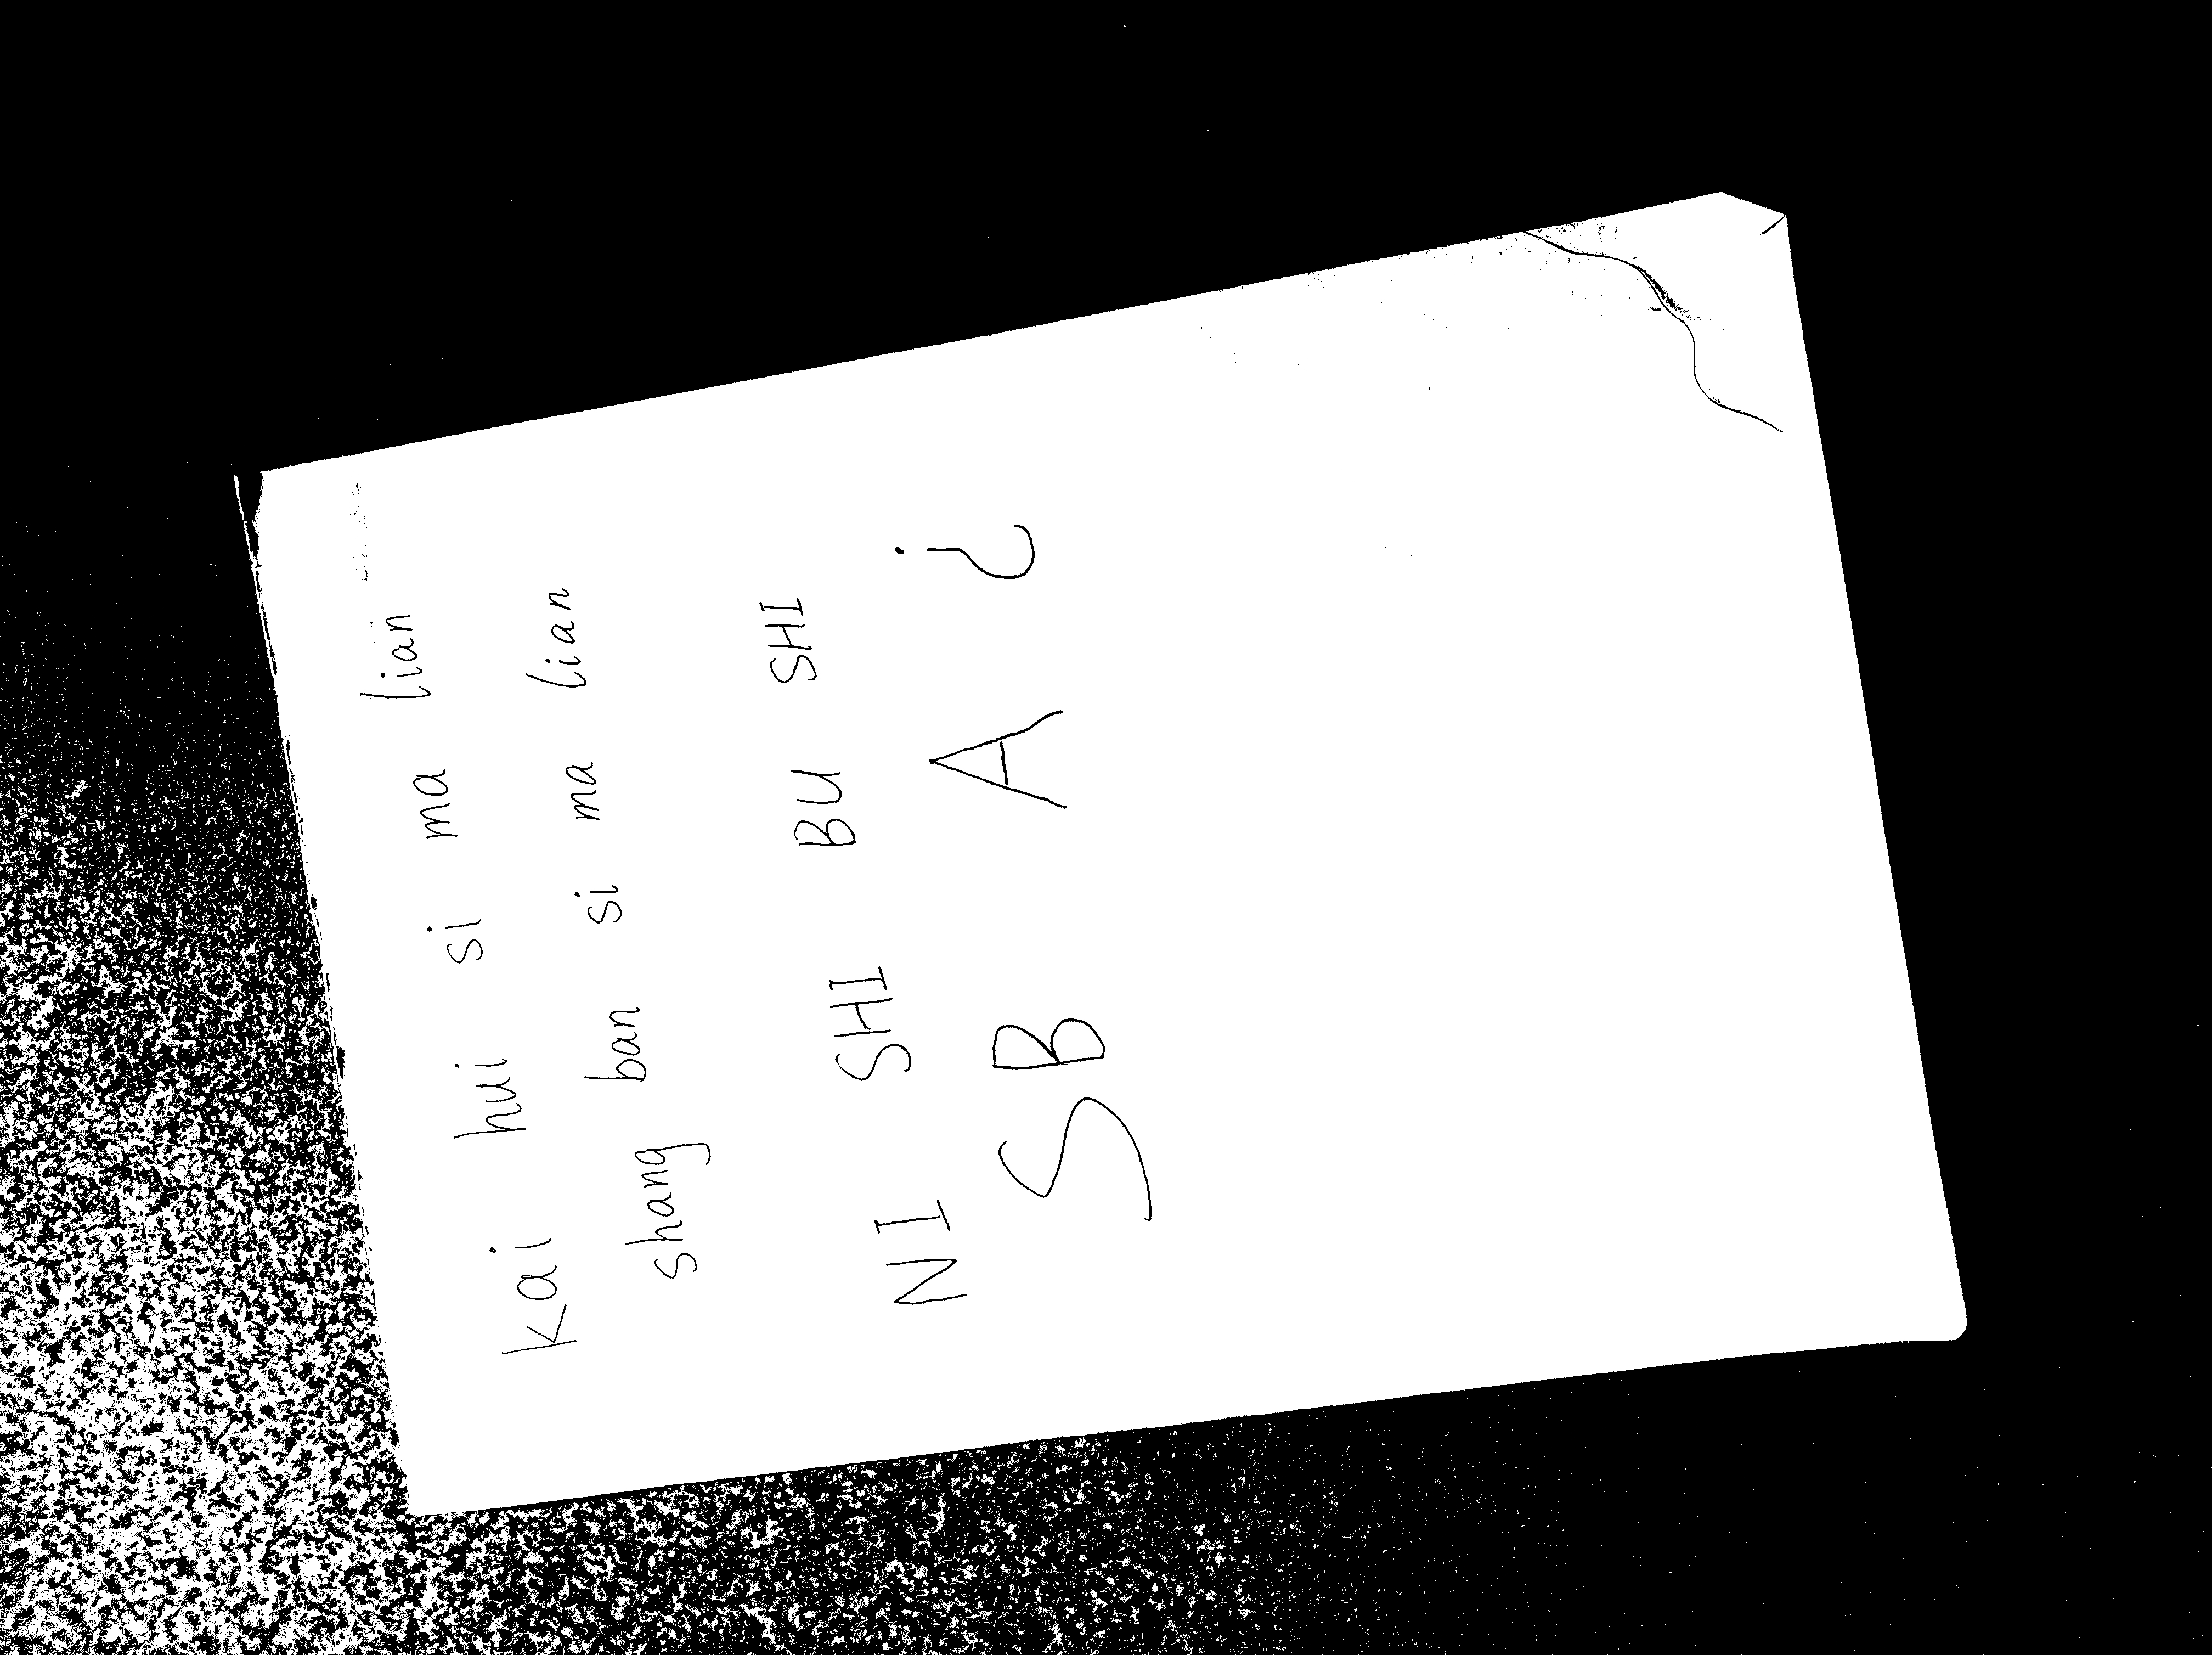 kai hui si ma lian
shang ban si ma lian
NI SHI BU SHI
SB A ¿